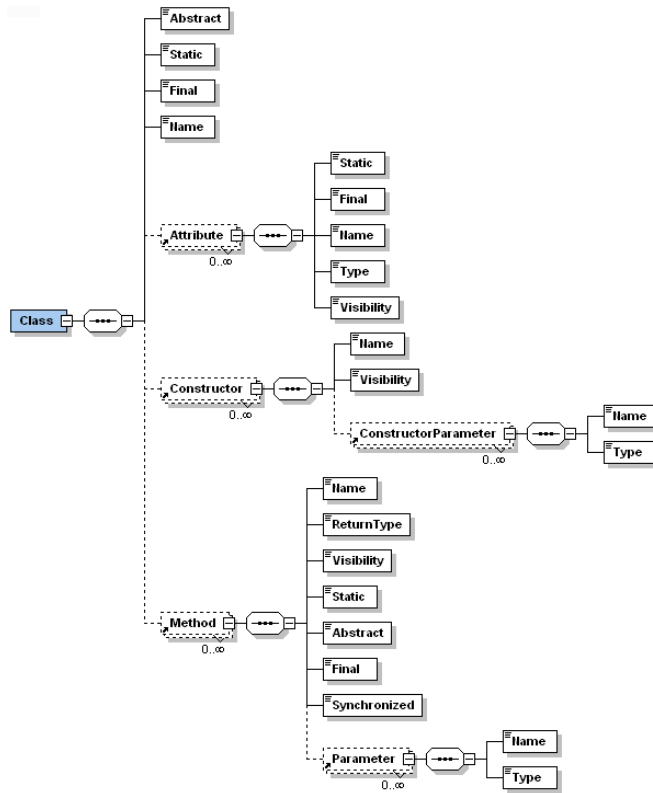 Abstract
Static
Final
Name
Attribute
0..∞
Static
Final
Name
Type
Visibility
Class
Constructor
0..∞
Name
Visibility
ConstructorParameter
0..∞
Name
Type
Method
0..∞
Name
ReturnType
Visibility
Static
Abstract
Final
Synchronized
Parameter
0..∞
Name
Type